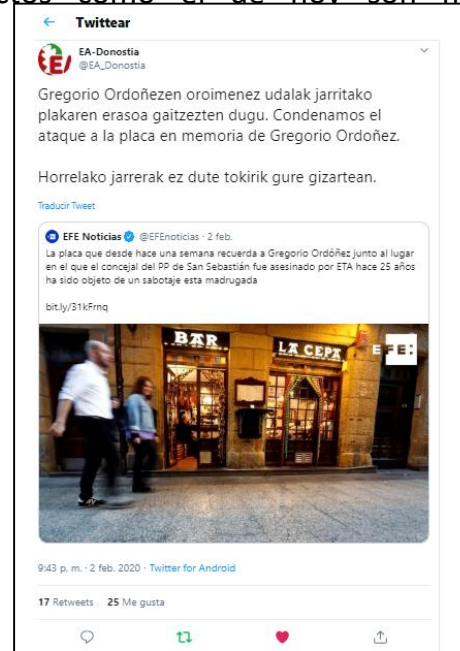 como el de hoy son
Twittear
EA-Donostia
@EA_Donostia
Gregorio Ordoñezen oroimenez udalak jarritako
plakaren erasoa gaitzezten dugu. Condenamos el
ataque a la placa en memoria de Gregorio Ordoñez.
Horrelako jarrerak ez dute tokirik gure gizartean.
Traducir Tweet
EFE Noticias @EFEnoticias · 2 feb.
La placa que desde hace una semana recuerda a Gregorio Ordóñez junto al lugar
en el que el concejal del PP de San Sebastián fue asesinado por ETA hace 25 años
ha sido objeto de un sabotaje esta madrugada
bit.ly/31kFrnq
BAR LA CEPA EFE:
9:43 p. m. · 2 feb. 2020 · Twitter for Android
17 Retweets 25 Me gusta